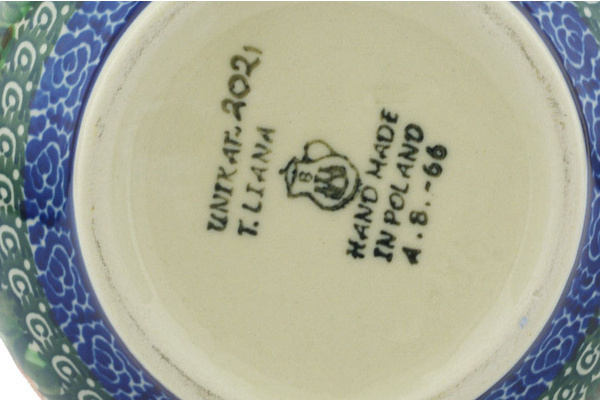 UNIKAT. 2021
T. LIANA
B
HAND MADE
IN POLAND
A.8.-66